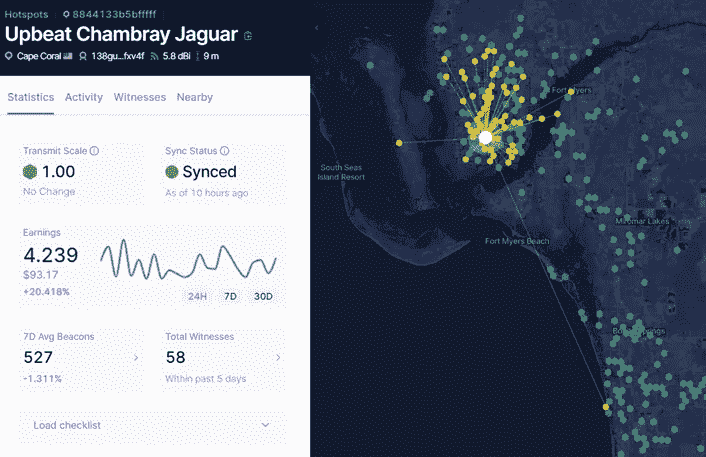 Hotspots 8844133b5bfffff
Upbeat Chambray Jaguar
Cape Coral 138gu...fxv4f 5.8 dBi 9 m
Statistics Activity Witnesses Nearby
Transmit Scale
1.00
No Change
Sync Status
Synced
As of 10 hours ago
Earnings
4.239
$93.17
+20.418%
24H 7D 30D
7D Avg Beacons
527
-1.311%
Total Witnesses
58
Within past 5 days
Load checklist
Fort Myers
South Seas
Island Resort
Miromar Lakes
Fort Myers Beach